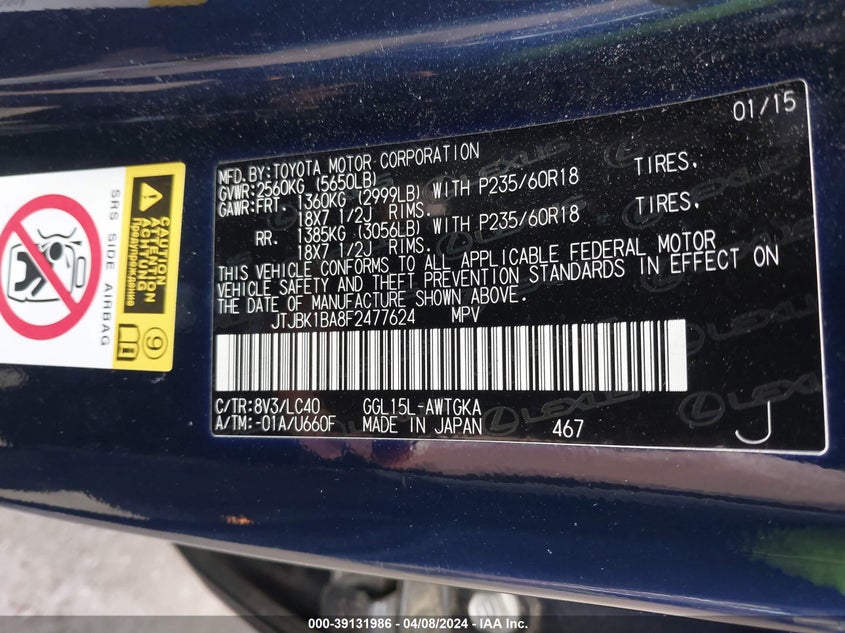 01/15
MFD.BY:TOYOTA MOTOR CORPORATION
GVWR:2560KG (5650LB)
GAWR:FRT. 1360KG (2999LB) WITH P235/60R18 TIRES.
18X7 1/2J RIMS.
RR. 1385KG (3056LB) WITH P235/60R18 TIRES.
18X7 1/2J RIMS.
THIS VEHICLE CONFORMS TO ALL APPLICABLE FEDERAL MOTOR
VEHICLE SAFETY AND THEFT PREVENTION STANDARDS IN EFFECT ON
THE DATE OF MANUFACTURE SHOWN ABOVE.
JTJBK1BA8F2477624 MPV
C/TR:8V3/LC40 GGL15L-AWTGKA
A/TM:-01A/U660F MADE IN JAPAN 467
J
LEXUS
SRS SIDE AIRBAG
CAUTION
ATTENTION
ACHTUNG
Предупреждение
9
000-39131986 - 04/08/2024 - IAA Inc.